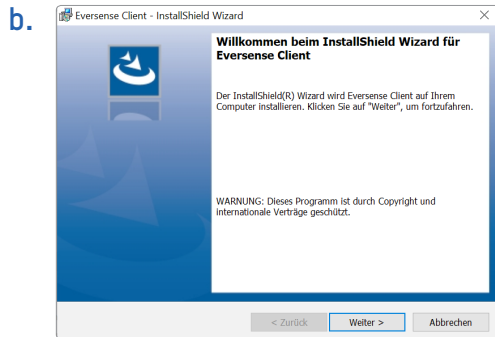 b.
Eversense Client - InstallShield Wizard
Willkommen beim InstallShield Wizard für
Eversense Client
Der InstallShield(R) Wizard wird Eversense Client auf Ihrem
Computer installieren. Klicken Sie auf "Weiter", um fortzufahren.
WARNUNG: Dieses Programm ist durch Copyright und
internationale Verträge geschützt.
< Zurück Weiter > Abbrechen